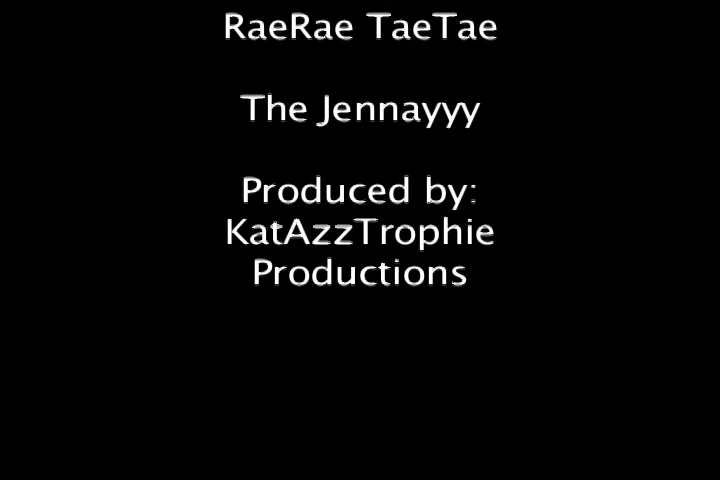 RaeRae TaeTae
The Jennayyy
Produced by:
KatAzzTrophie
Productions